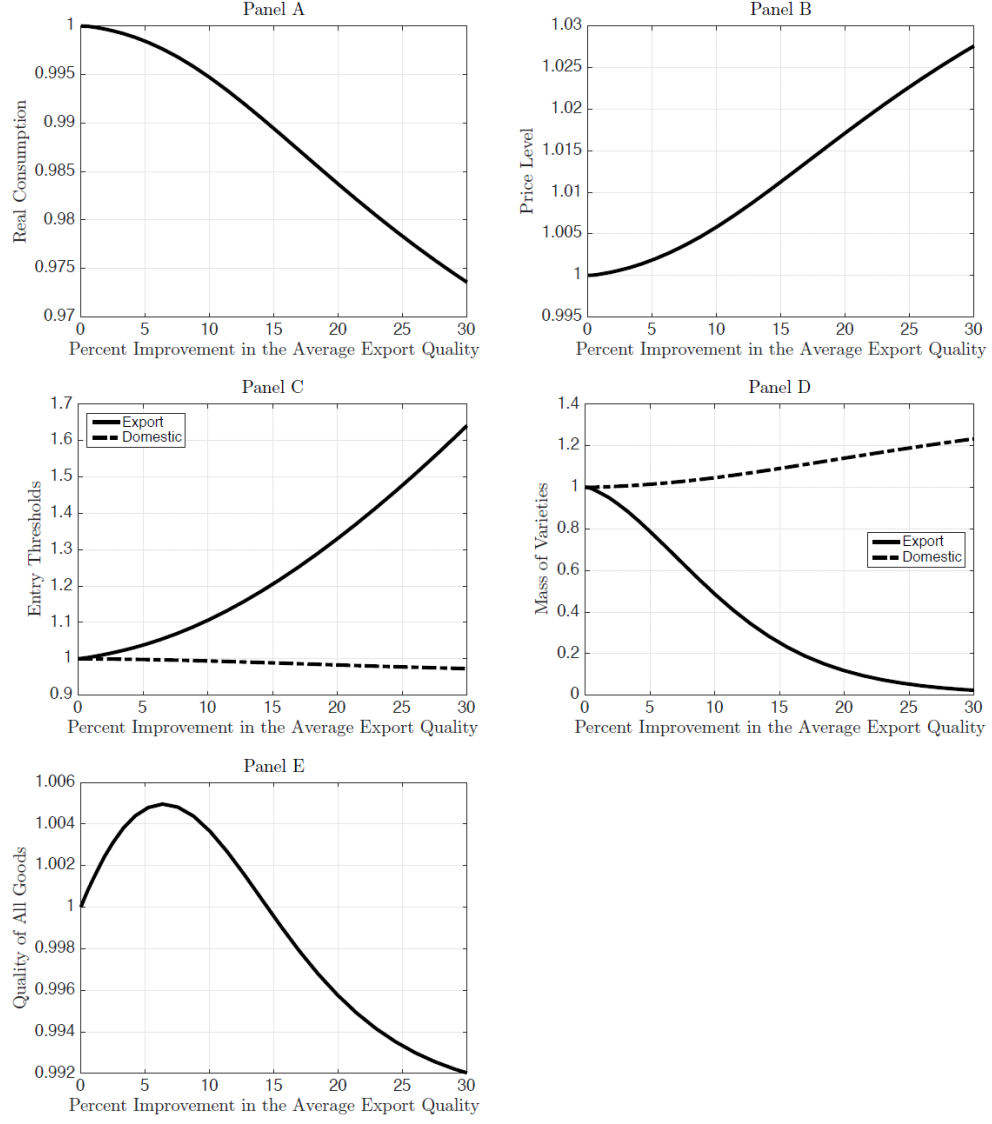 Panel A
1
0.995
0.99
0.985
0.98
0.975
0.97
Real Consumption
0 5 10 15 20 25 30
Percent Improvement in the Average Export Quality
Panel B
1.03
1.025
1.02
1.015
1.01
1.005
1
0.995
Price Level
0 5 10 15 20 25 30
Percent Improvement in the Average Export Quality
Panel C
1.7
1.6
1.5
1.4
1.3
1.2
1.1
1
0.9
Entry Thresholds
Export
Domestic
0 5 10 15 20 25 30
Percent Improvement in the Average Export Quality
Panel D
1.4
1.2
1
0.8
0.6
0.4
0.2
0
Mass of Varieties
Export
Domestic
0 5 10 15 20 25 30
Percent Improvement in the Average Export Quality
Panel E
1.006
1.004
1.002
1
0.998
0.996
0.994
0.992
Quality of All Goods
0 5 10 15 20 25 30
Percent Improvement in the Average Export Quality